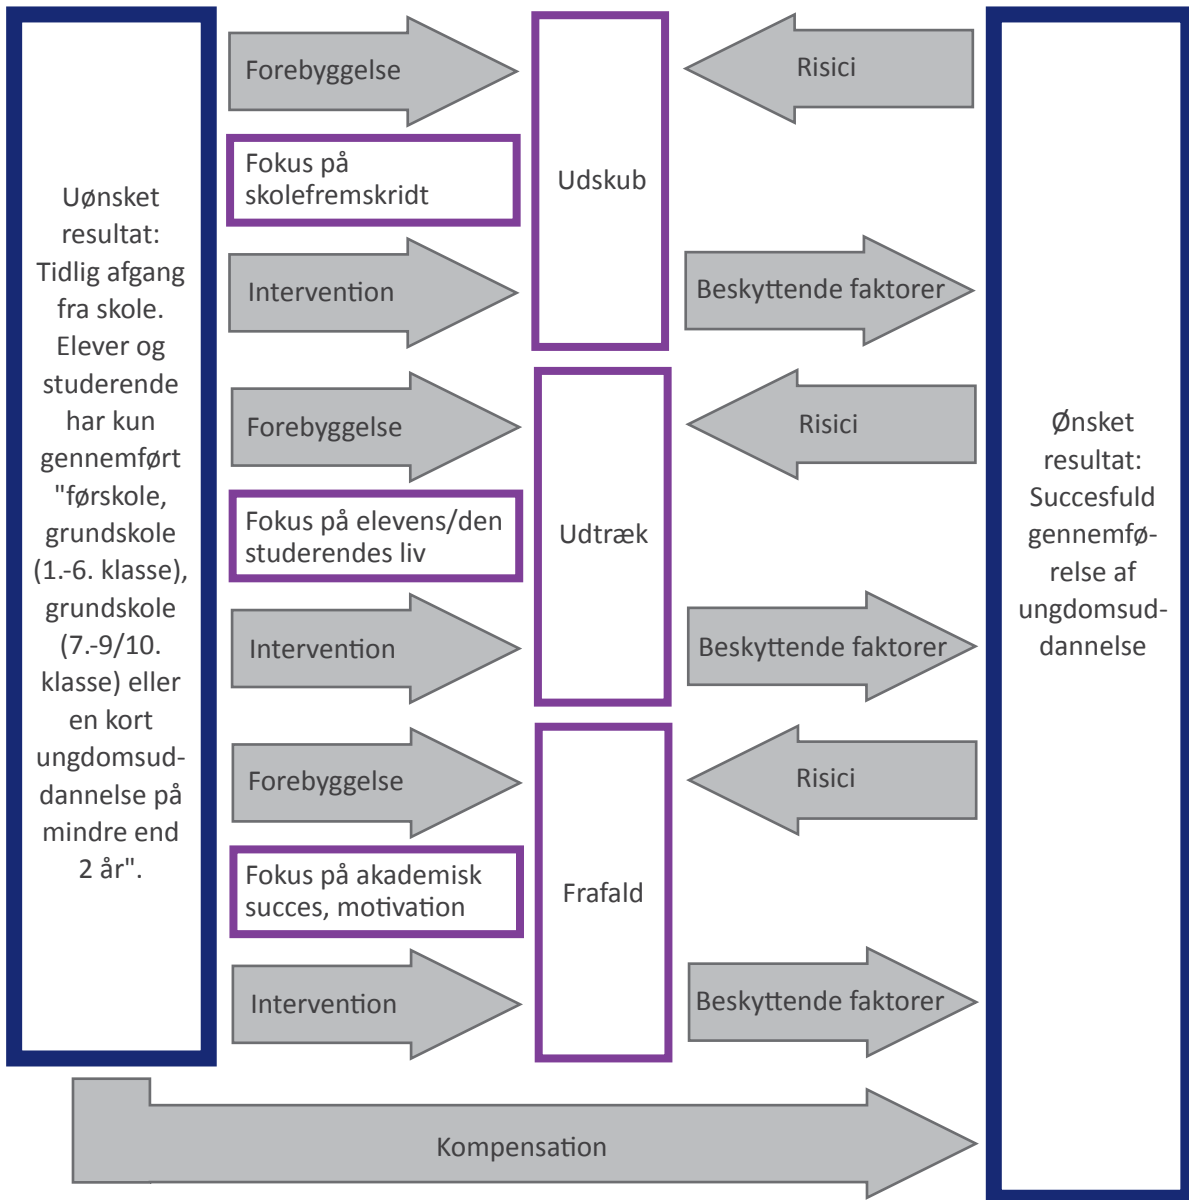 Uønsket
resultat:
Tidlig afgang
fra skole.
Elever og
studerende
har kun
gennemført
"førskole,
grundskole
(1.-6. klasse),
grundskole
(7.-9/10.
klasse) eller
en kort
ungdomsud-
dannelse på
mindre end
2 år".
Forebyggelse
Fokus på
skolefremskridt
Intervention
Udskub
Risici
Beskyttende faktorer
Forebyggelse
Fokus på elevens/den
studerendes liv
Intervention
Udtræk
Risici
Beskyttende faktorer
Forebyggelse
Fokus på akademisk
succes, motivation
Intervention
Frafald
Risici
Beskyttende faktorer
Ønsket
resultat:
Succesfuld
gennemfø-
relse af
ungdomsud-
dannelse
Kompensation